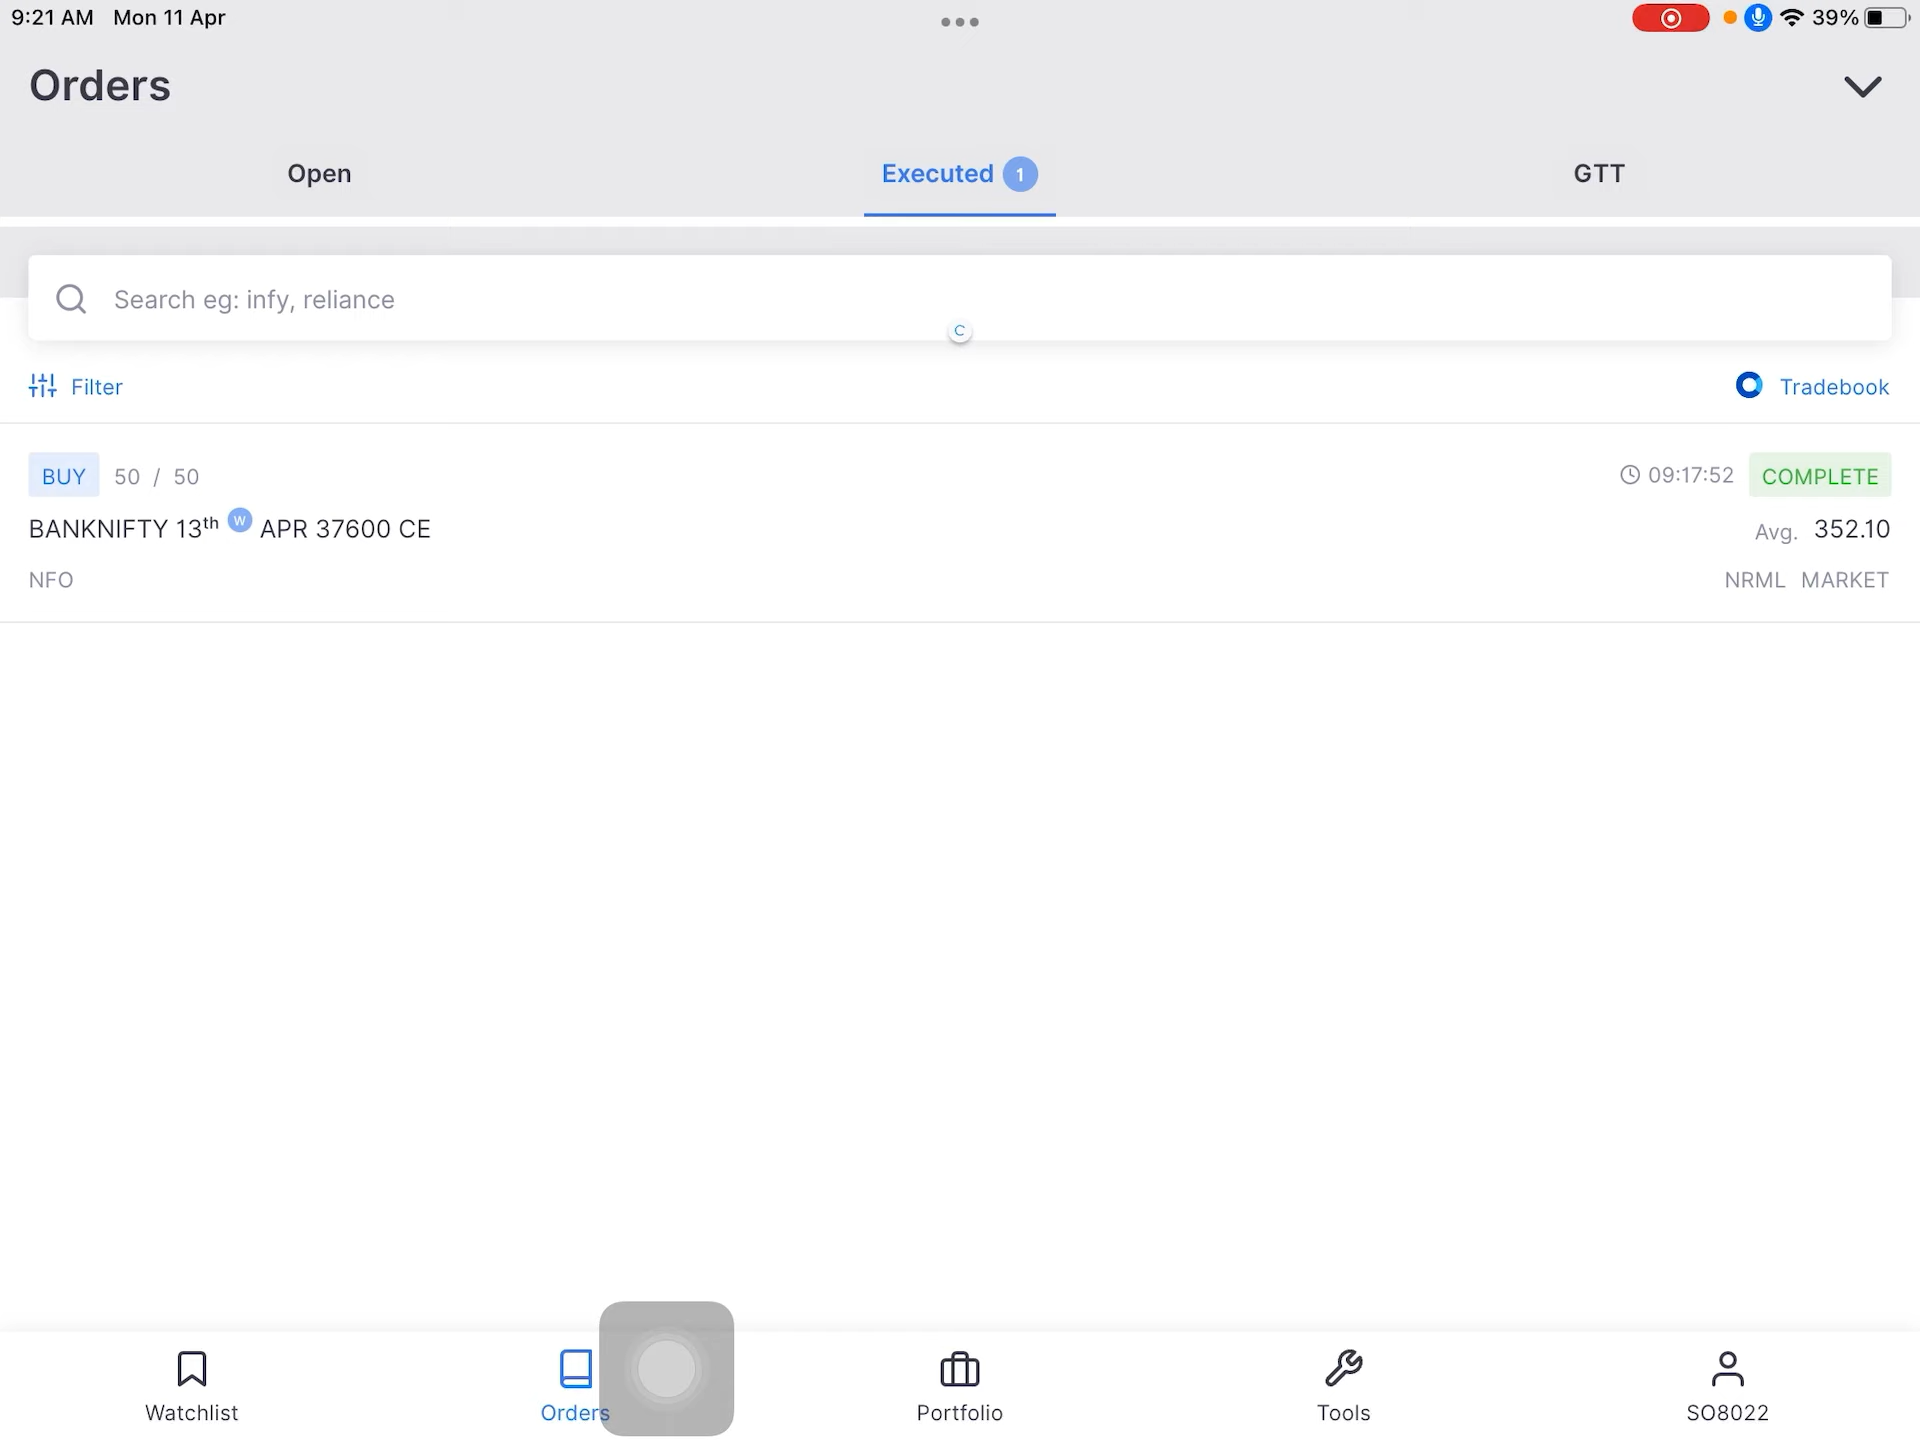 9:21 AM Mon 11 Apr 39%
Orders
Open Executed 1 GTT
Search eg: infy, reliance
C
Filter Tradebook
BUY 50 / 50 09:17:52 COMPLETE
BANKNIFTY 13th W APR 37600 CE Avg. 352.10
NFO NRML MARKET
Watchlist Orders Portfolio Tools SO8022